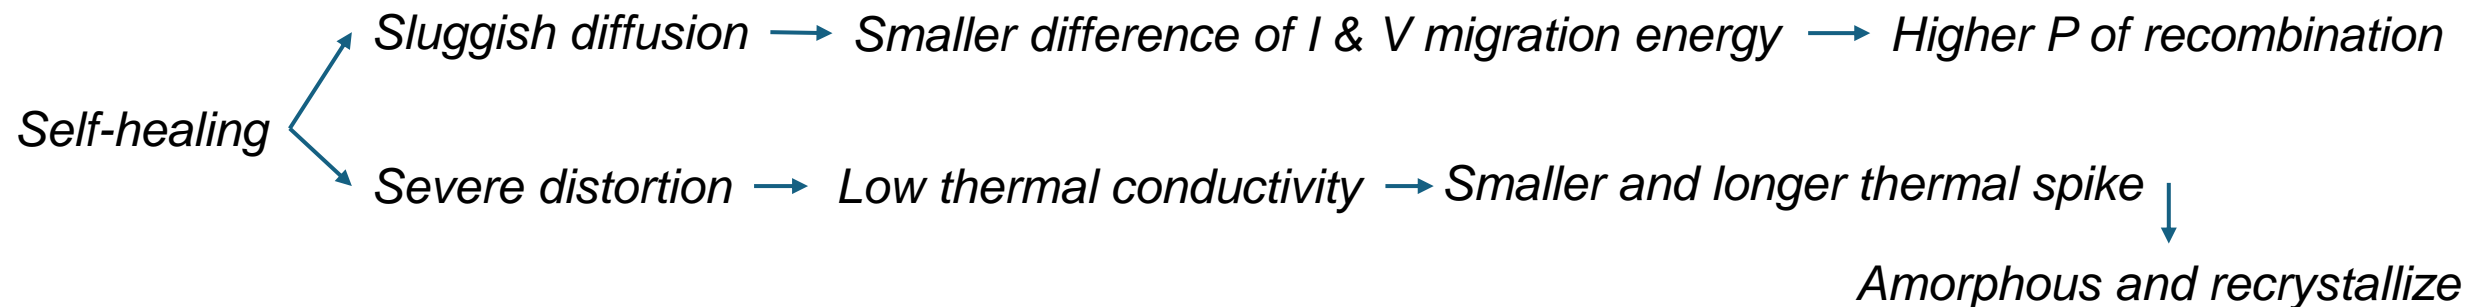 Sluggish diffusion
Smaller difference of I & V migration energy
Higher P of recombination
Self-healing
Severe distortion
Low thermal conductivity
Smaller and longer thermal spike
Amorphous and recrystallize